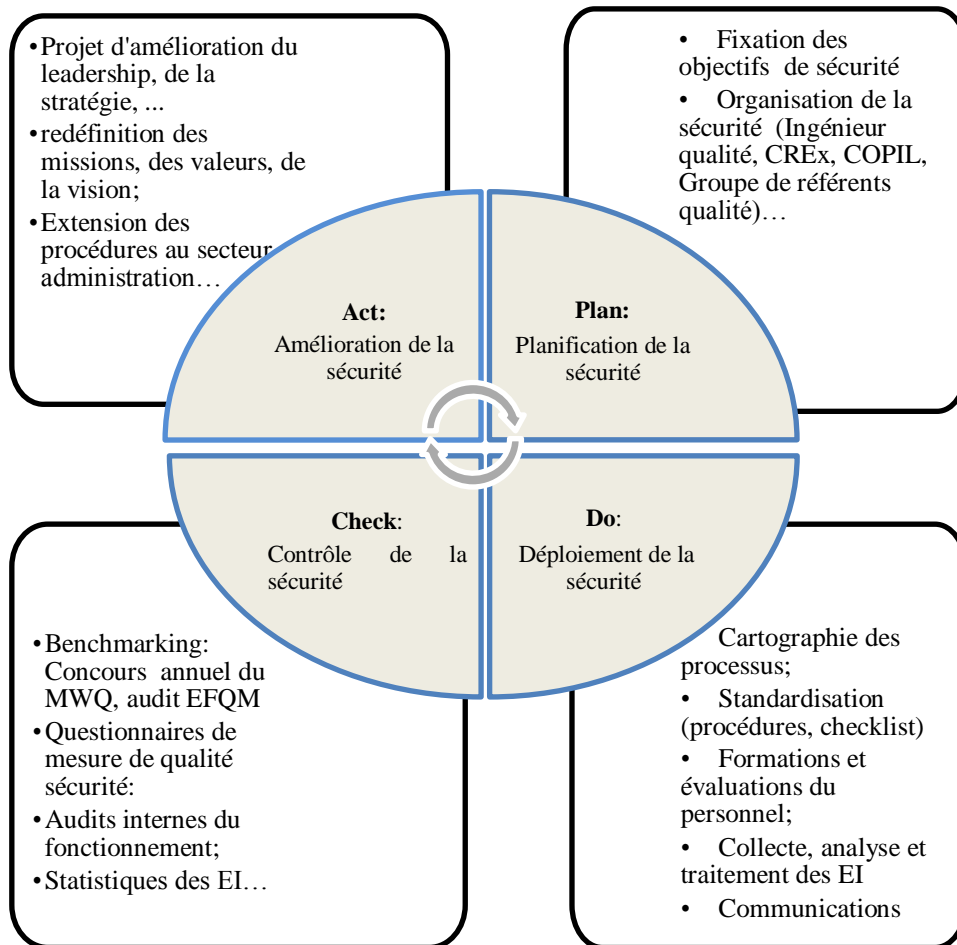 •Projet d'amélioration du
leadership, de la
stratégie, ...
•redéfinition des
missions, des valeurs, de
la vision;
•Extension des
procédures au secteur
administration…
• Fixation des
objectifs de sécurité
• Organisation de la
sécurité (Ingénieur
qualité, CREx, COPIL,
Groupe de référents
qualité)…
Act:
Amélioration de la
sécurité
Plan:
Planification de la
sécurité
Check:
Contrôle de la
sécurité
Do:
Déploiement de la
sécurité
•Benchmarking:
Concours annuel du
MWQ, audit EFQM
•Questionnaires de
mesure de qualité
sécurité:
•Audits internes du
fonctionnement;
•Statistiques des EI…
Cartographie des
processus;
• Standardisation
(procédures, checklist)
• Formations et
évaluations du
personnel;
• Collecte, analyse et
traitement des EI
• Communications